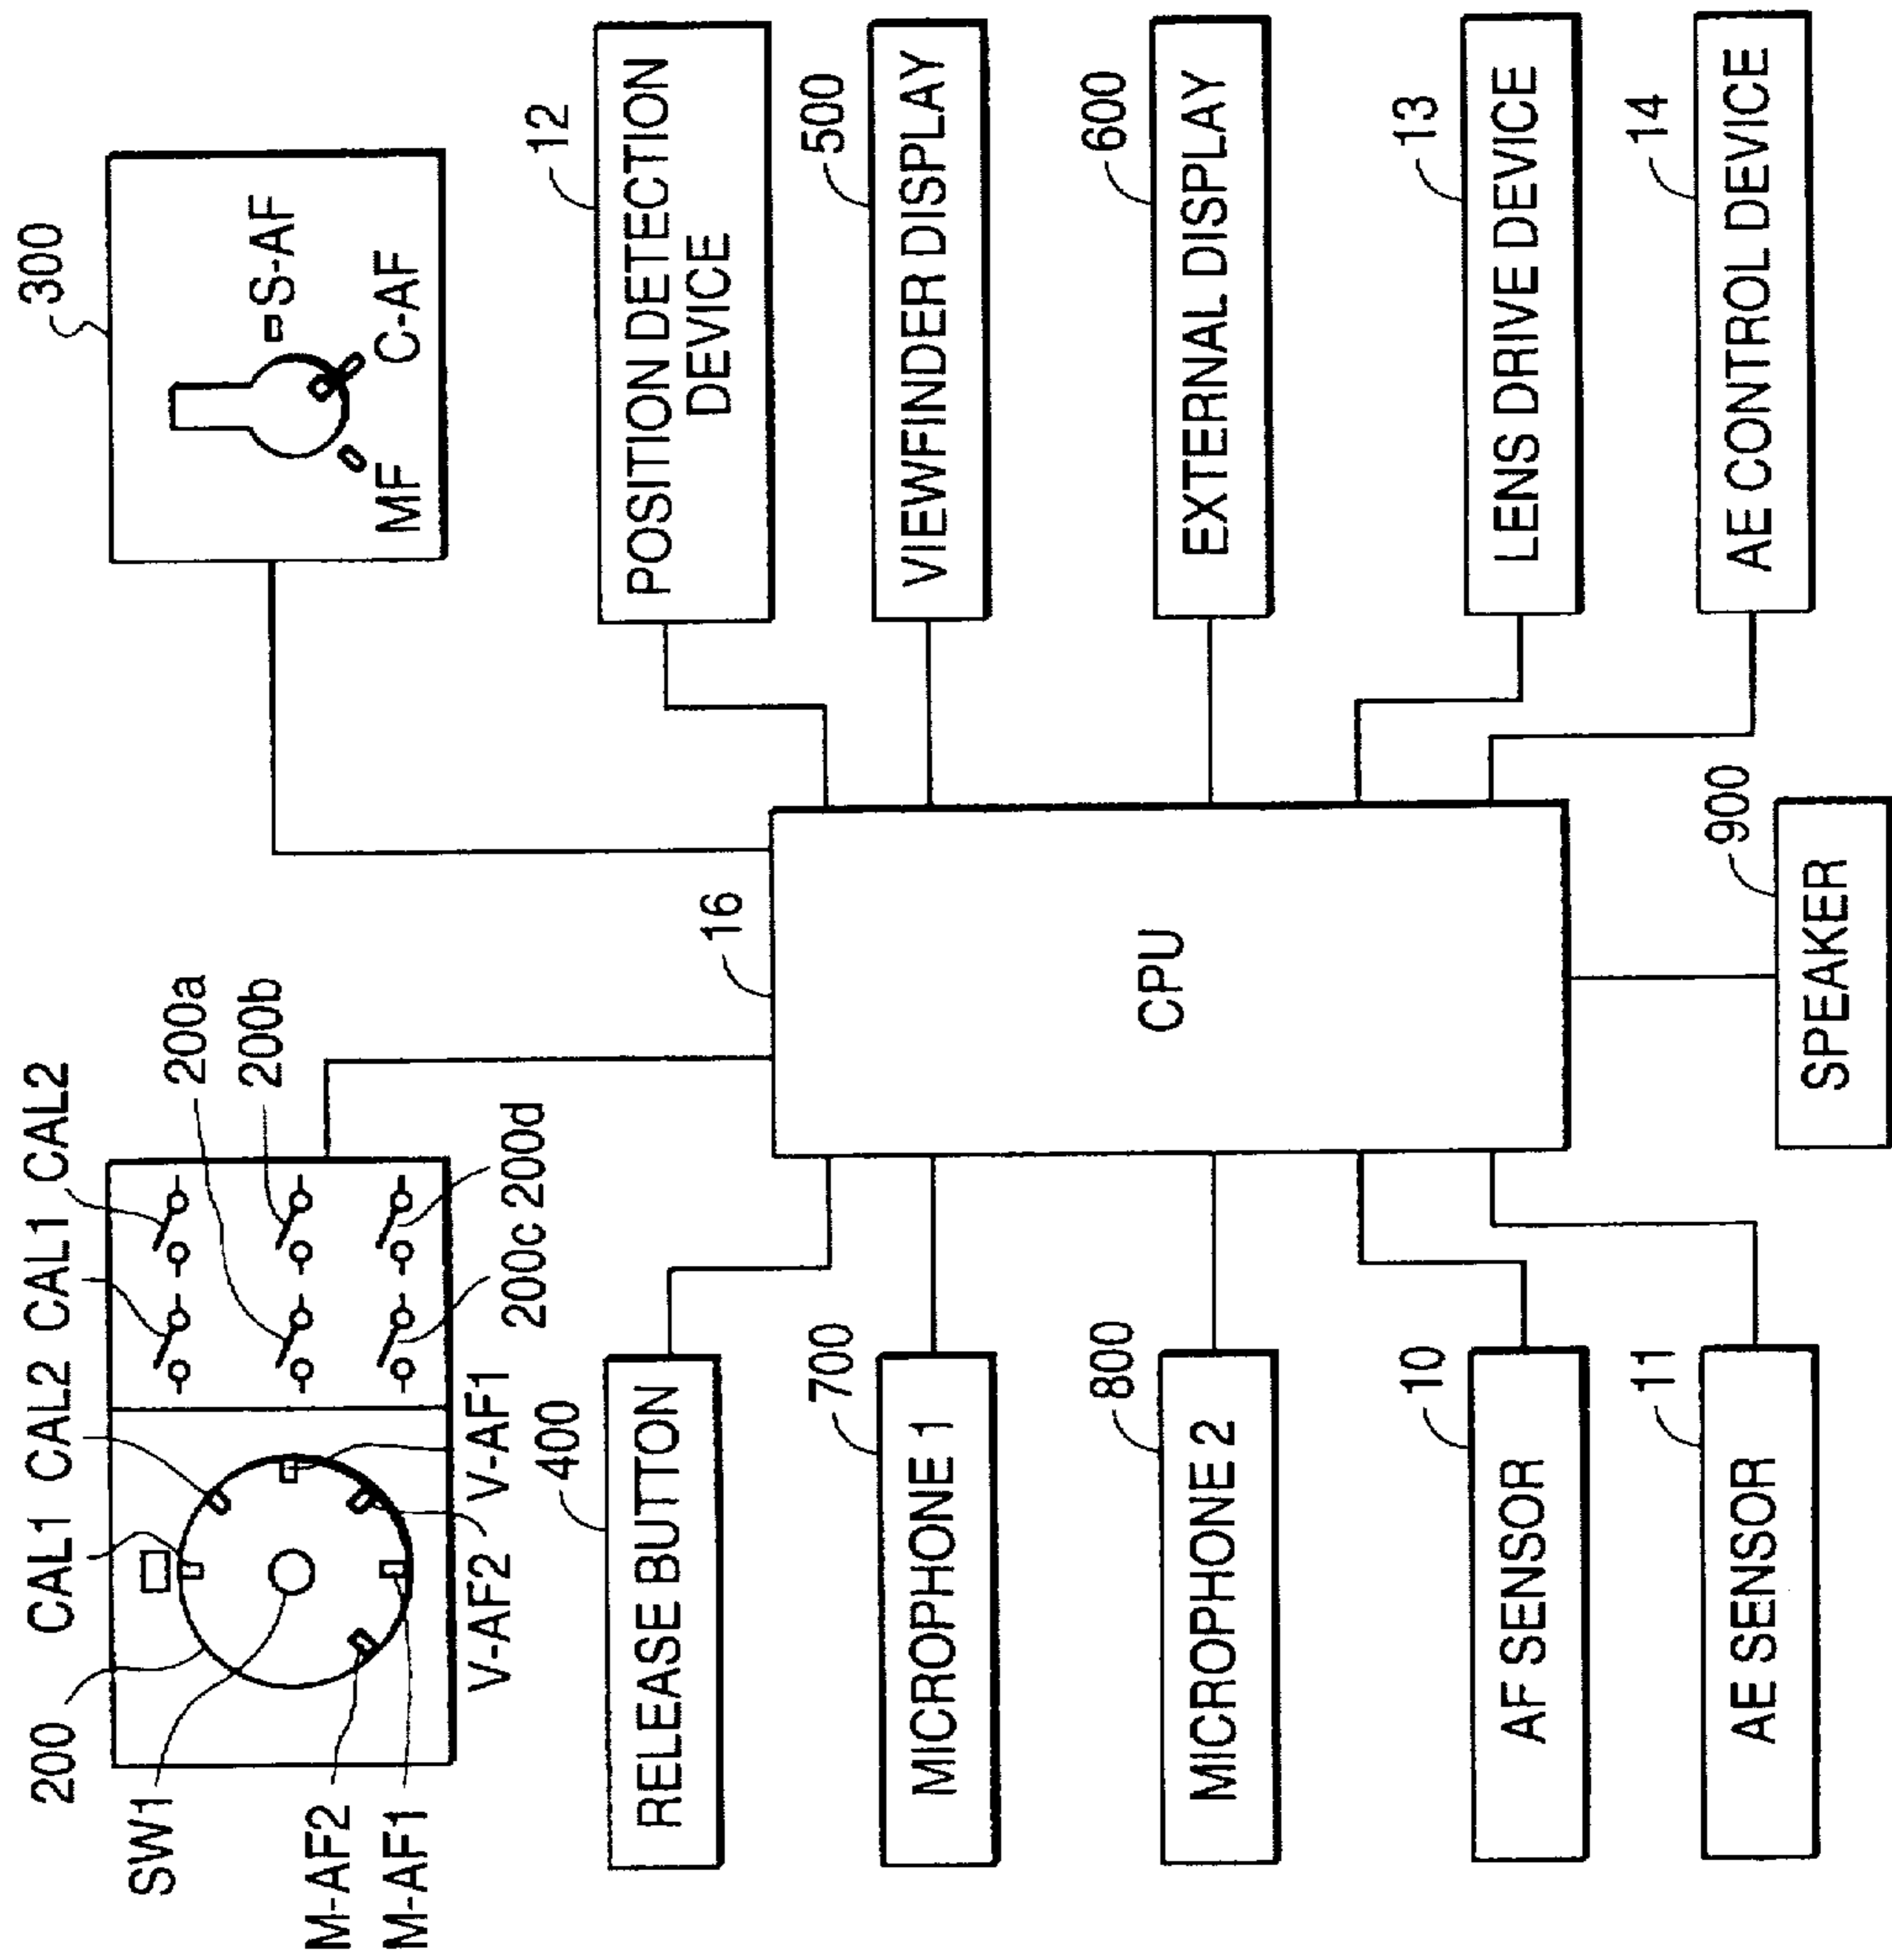 200
CAL1
CAL2
CAL1
CAL2
200a
200b
SW1
M-AF2
M-AF1
V-AF2
V-AF1
200c
200d
300
S-AF
C-AF
MF
400
RELEASE BUTTON
700
MICROPHONE 1
800
MICROPHONE 2
10
AF SENSOR
11
AE SENSOR
16
CPU
900
SPEAKER
12
POSITION DETECTION
DEVICE
500
VIEWFINDER DISPLAY
600
EXTERNAL DISPLAY
13
LENS DRIVE DEVICE
14
AE CONTROL DEVICE